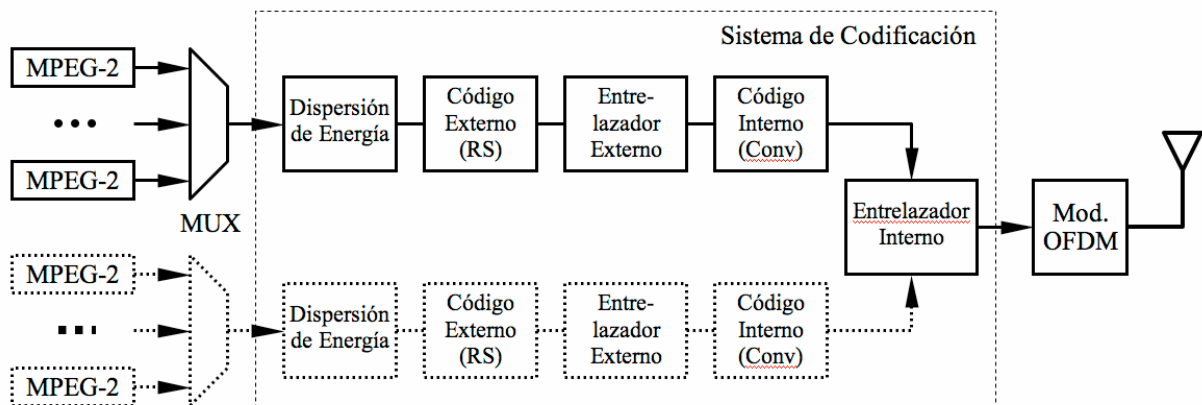 Sistema de Codificación
MPEG-2
MPEG-2
MUX
Dispersión
de Energía
Código
Externo
(RS)
Entre-
lazador
Externo
Código
Interno
(Conv)
Entrelazador
Interno
Mod.
OFDM
MPEG-2
MPEG-2
Dispersión
de Energía
Código
Externo
(RS)
Entre-
lazador
Externo
Código
Interno
(Conv)